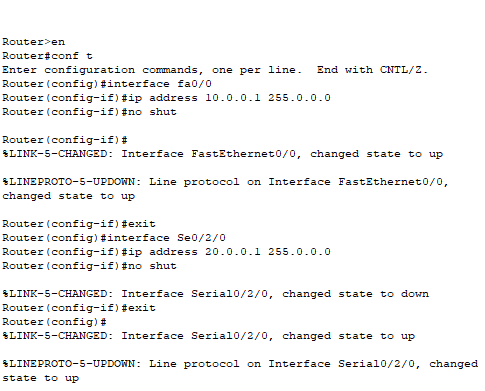 Router>en
Router#conf t
Enter configuration commands, one per line.  End with CNTL/Z.
Router(config)#interface fa0/0
Router(config-if)#ip address 10.0.0.1 255.0.0.0
Router(config-if)#no shut

Router(config-if)#
%LINK-5-CHANGED: Interface FastEthernet0/0, changed state to up

%LINEPROTO-5-UPDOWN: Line protocol on Interface FastEthernet0/0,
changed state to up

Router(config-if)#exit
Router(config)#interface Se0/2/0
Router(config-if)#ip address 20.0.0.1 255.0.0.0
Router(config-if)#no shut

%LINK-5-CHANGED: Interface Serial0/2/0, changed state to down
Router(config-if)#exit
Router(config)#
%LINK-5-CHANGED: Interface Serial0/2/0, changed state to up

%LINEPROTO-5-UPDOWN: Line protocol on Interface Serial0/2/0, changed
state to up